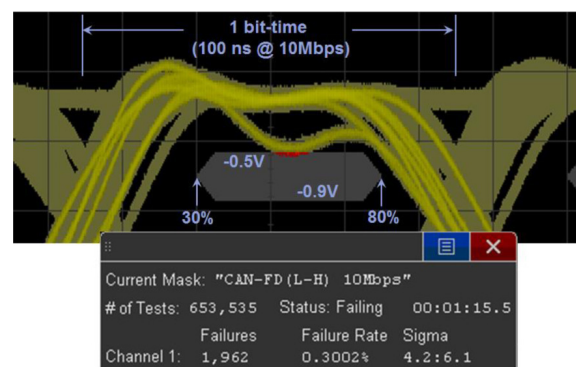 1 bit-time
(100 ns @ 10Mbps)
-0.5V
-0.9V
30%
80%
Current Mask: "CAN-FD(L-H) 10Mbps"
# of Tests: 653,535 Status: Failing 00:01:15.5
Failures Failure Rate Sigma
Channel 1: 1,962 0.3002% 4.2:6.1